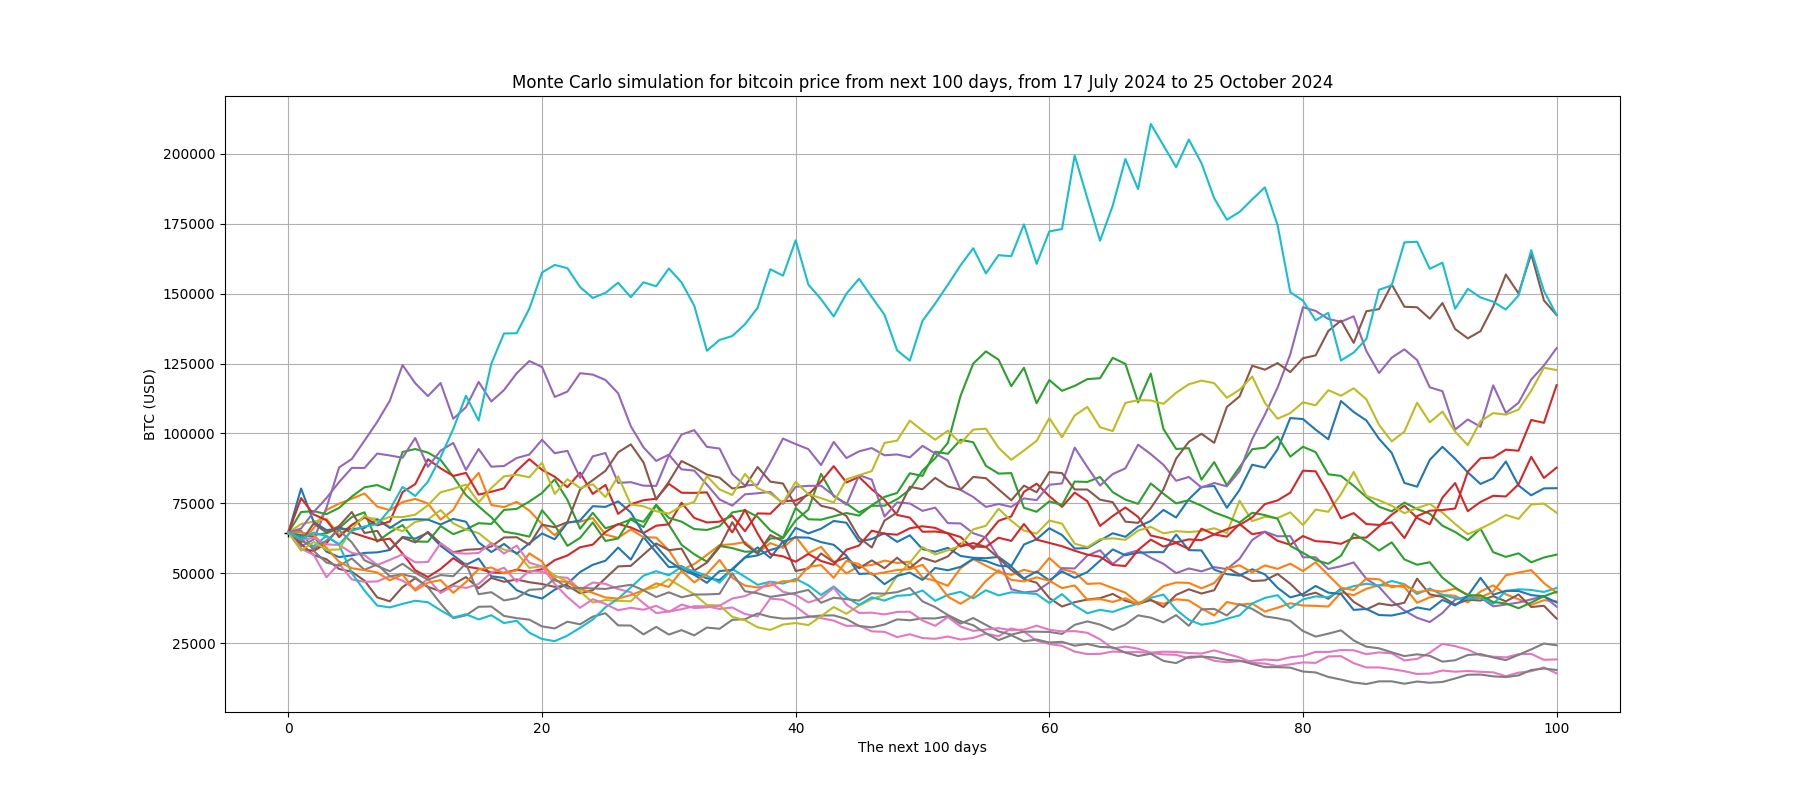 Monte Carlo simulation for bitcoin price from next 100 days, from 17 July 2024 to 25 October 2024
BTC (USD)
200000
175000
150000
125000
100000
75000
50000
25000
0 20 40 60 80 100
The next 100 days